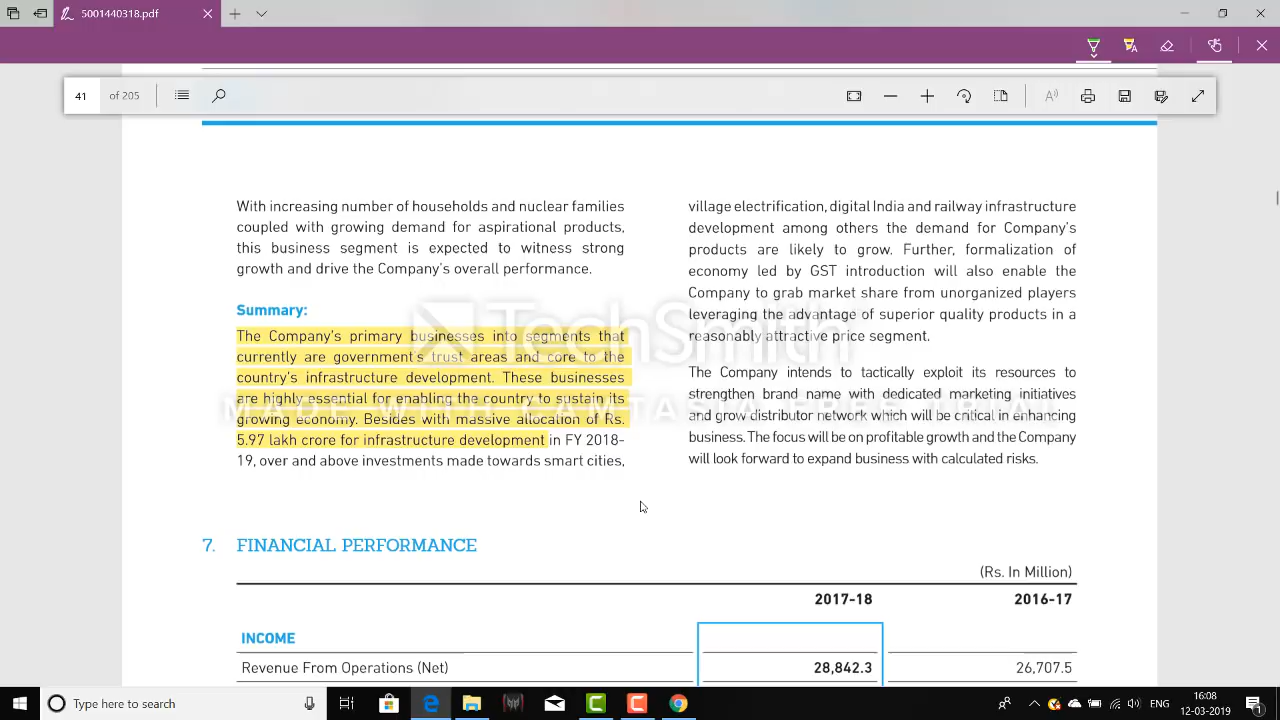 5001440318.pdf
41 of 205
With increasing number of households and nuclear families
coupled with growing demand for aspirational products,
this business segment is expected to witness strong
growth and drive the Company's overall performance.
Summary:
The Company's primary businesses into segments that
currently are government's trust areas and core to the
country's infrastructure development. These businesses
are highly essential for enabling the country to sustain its
growing economy. Besides with massive allocation of Rs.
5.97 lakh crore for infrastructure development in FY 2018-
19, over and above investments made towards smart cities,
village electrification, digital India and railway infrastructure
development among others the demand for Company's
products are likely to grow. Further, formalization of
economy led by GST introduction will also enable the
Company to grab market share from unorganized players
leveraging the advantage of superior quality products in a
reasonably attractive price segment.
The Company intends to tactically exploit its resources to
strengthen brand name with dedicated marketing initiatives
and grow distributor network which will be critical in enhancing
business. The focus will be on profitable growth and the Company
will look forward to expand business with calculated risks.
TechSmith
MADE WITH CAMTASIA FREE TRIAL
7. FINANCIAL PERFORMANCE
(Rs. In Million)
2017-18 2016-17
INCOME
Revenue From Operations (Net) 28,842.3 26,707.5
Type here to search
ENG
16:08
12-03-2019